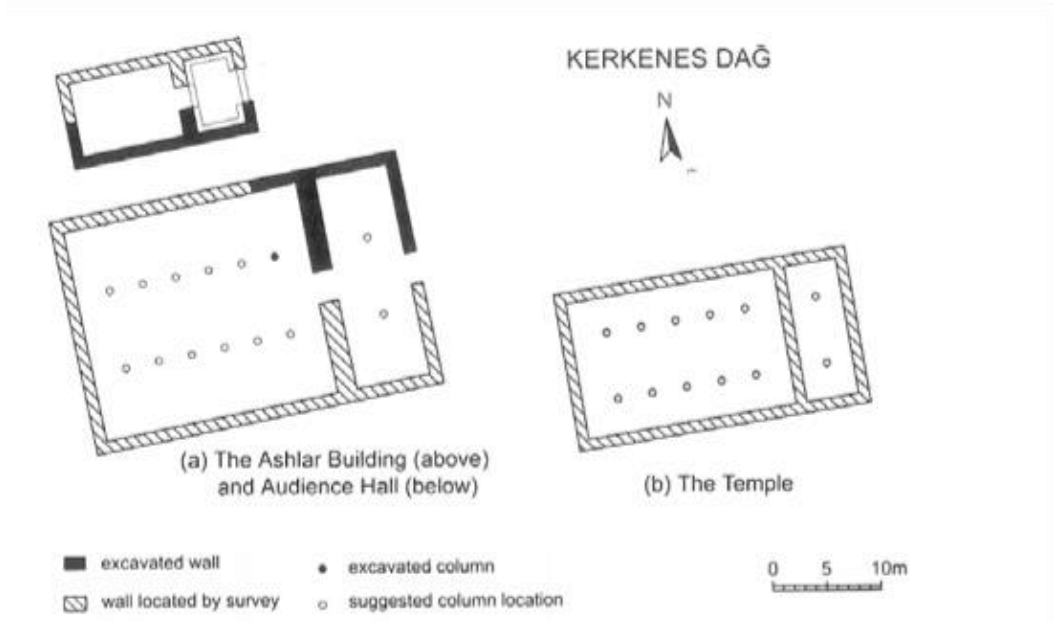 KERKENES DAĞ
N
(a) The Ashlar Building (above)
and Audience Hall (below)
(b) The Temple
excavated wall
excavated column
0 5 10m
wall located by survey
suggested column location